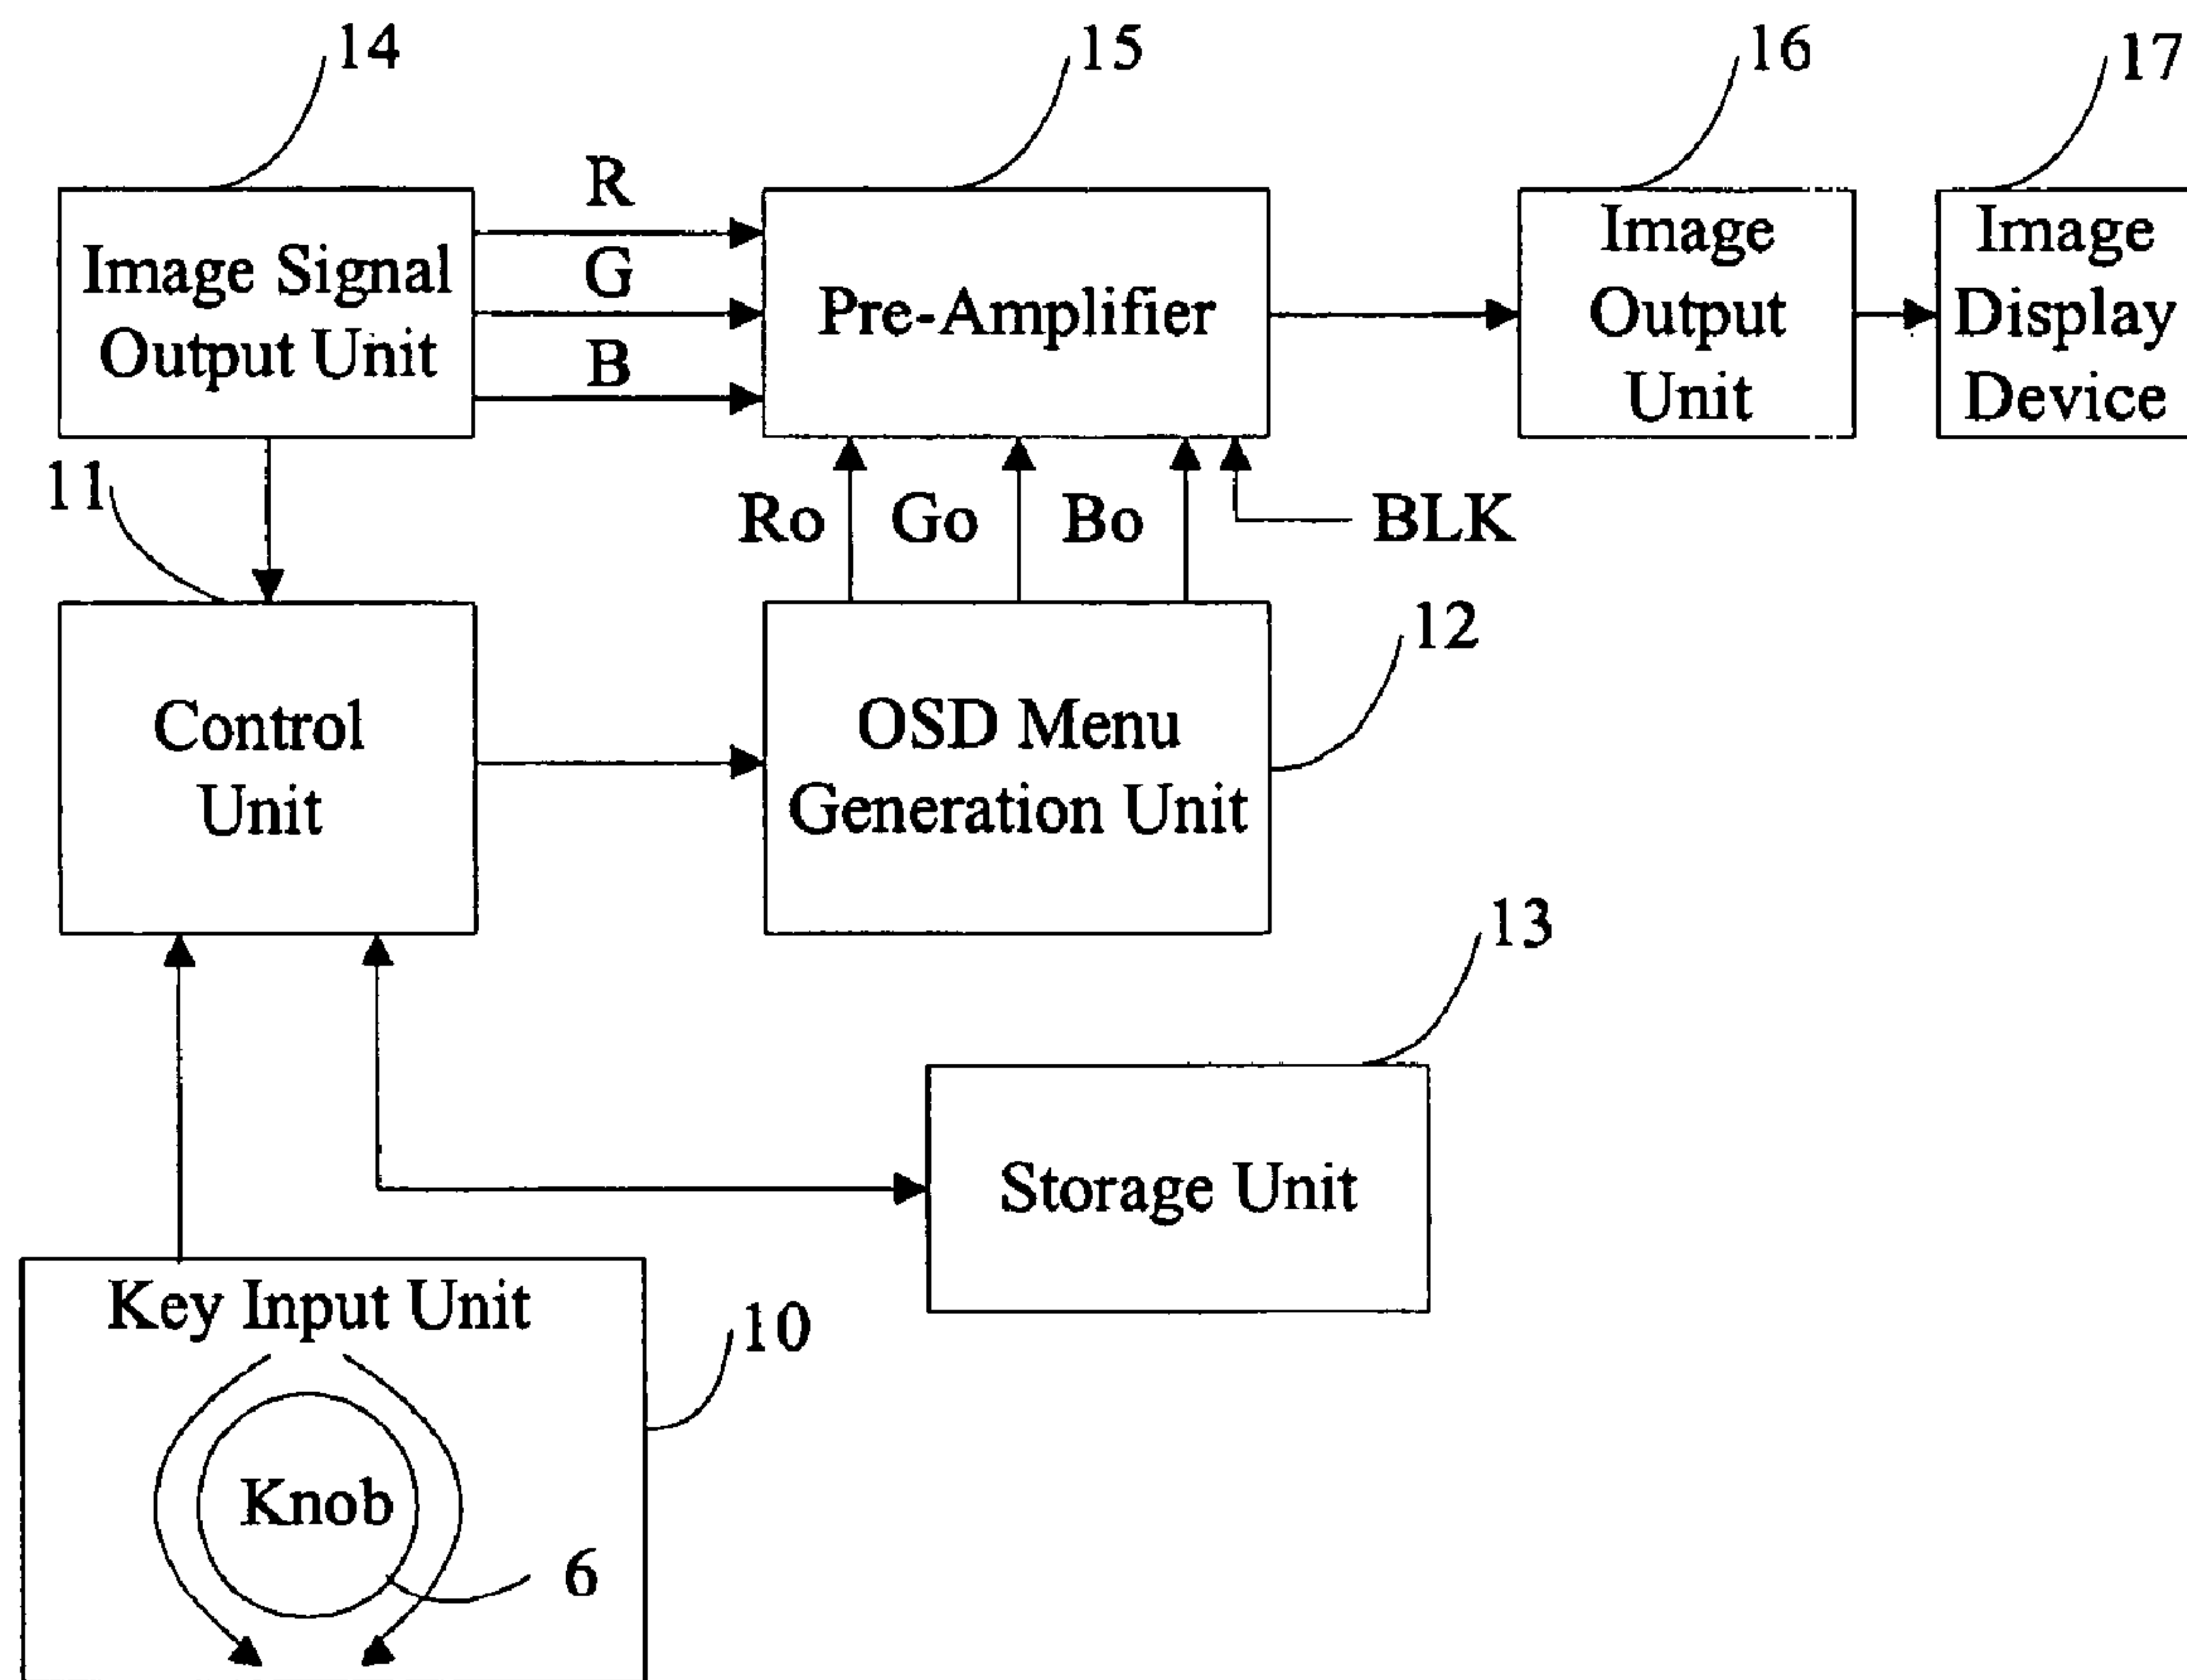 14
15
16
17
R
G
B
Image Signal
Output Unit
Pre-Amplifier
Image
Output
Unit
Image
Display
Device
11
Ro
Go
Bo
BLK
12
Control
Unit
OSD Menu
Generation Unit
13
Storage Unit
Key Input Unit
10
Knob
6